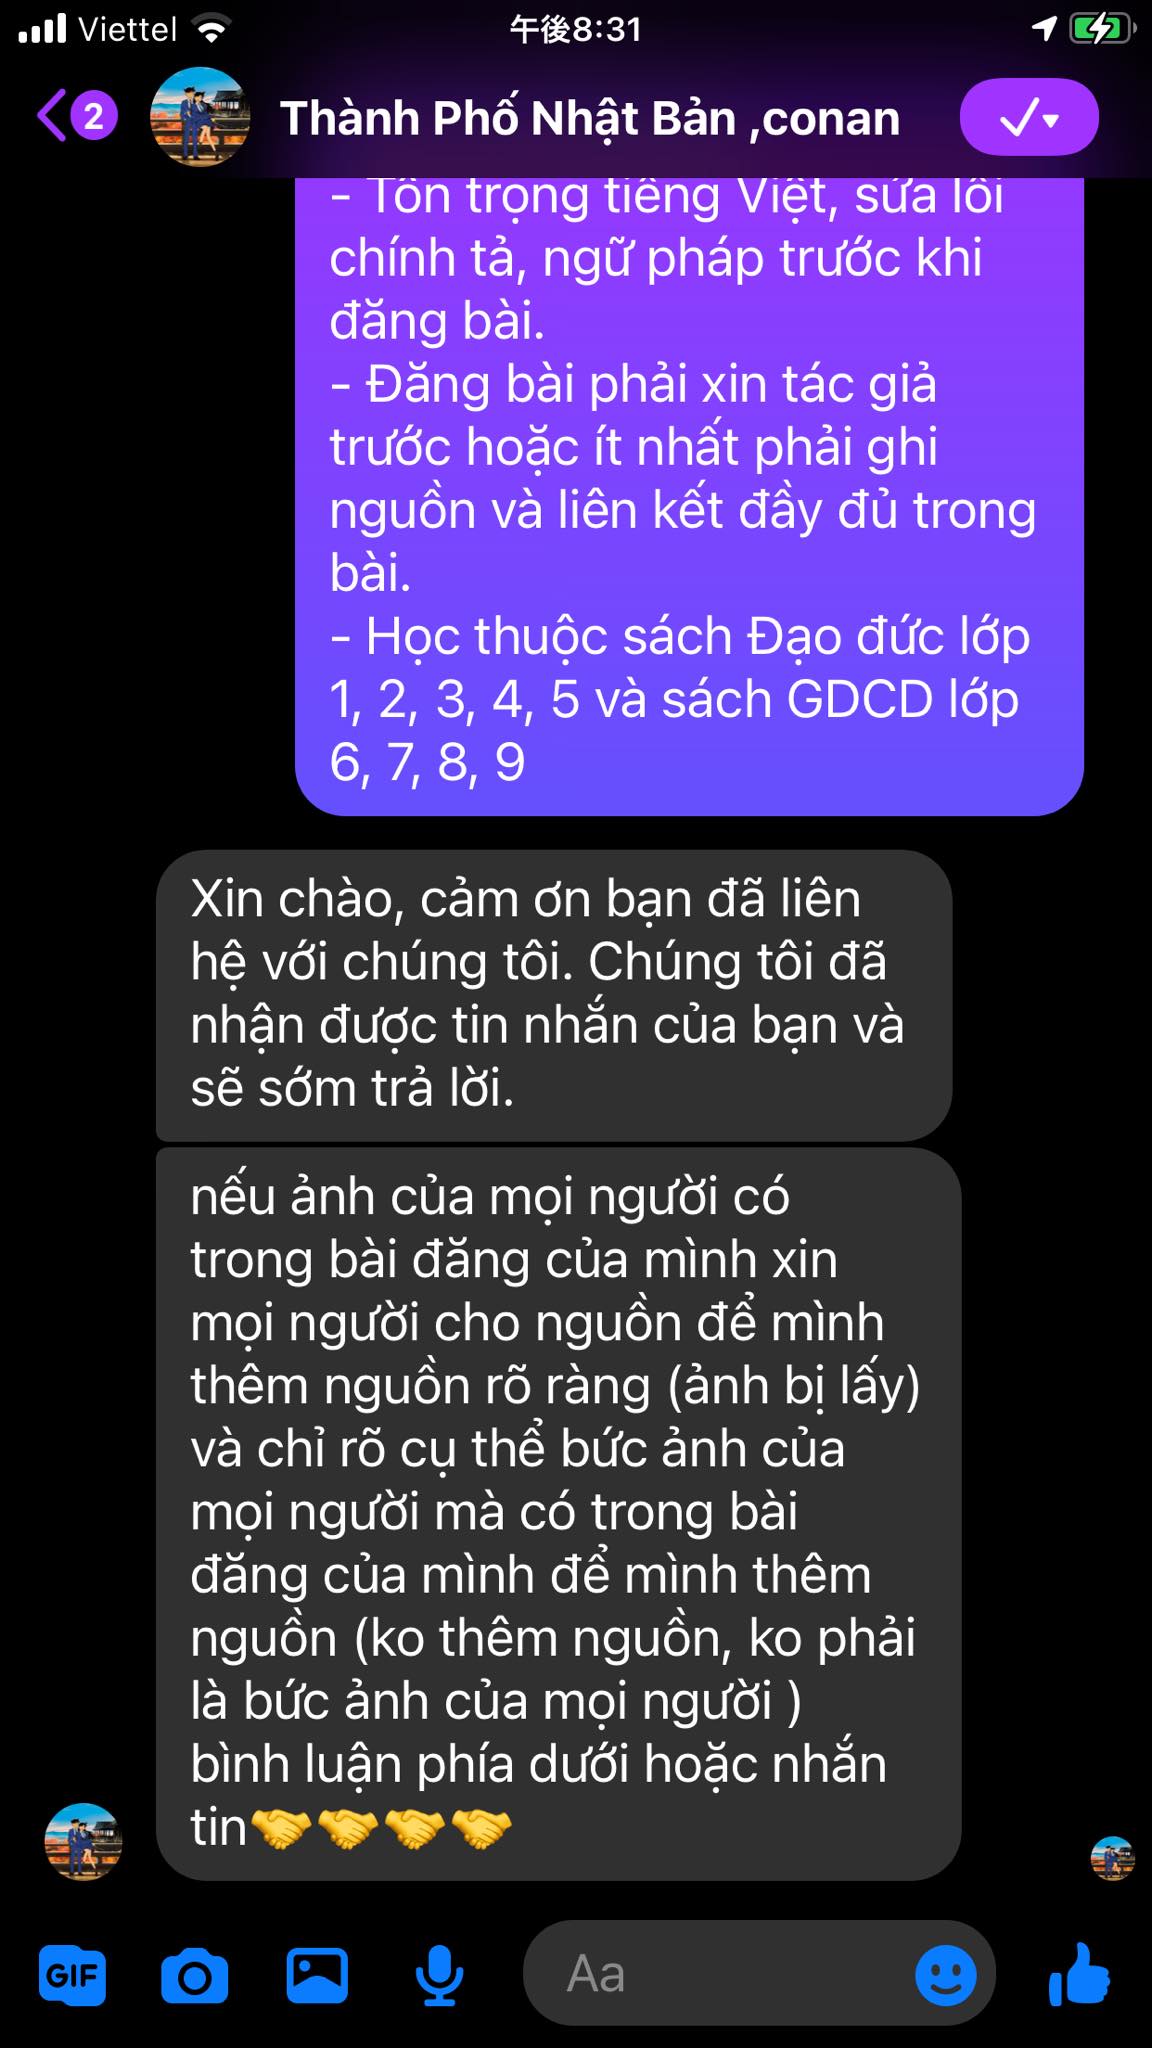 Viettel
午後8:31
2
Thành Phố Nhật Bản ,conan
- Tôn trọng tiếng Việt, sửa lỗi
chính tả, ngữ pháp trước khi
đăng bài.
- Đăng bài phải xin tác giả
trước hoặc ít nhất phải ghi
nguồn và liên kết đầy đủ trong
bài.
- Học thuộc sách Đạo đức lớp
1, 2, 3, 4, 5 và sách GDCD lớp
6, 7, 8, 9
Xin chào, cảm ơn bạn đã liên
hệ với chúng tôi. Chúng tôi đã
nhận được tin nhắn của bạn và
sẽ sớm trả lời.
nếu ảnh của mọi người có
trong bài đăng của mình xin
mọi người cho nguồn để mình
thêm nguồn rõ ràng (ảnh bị lấy)
và chỉ rõ cụ thể bức ảnh của
mọi người mà có trong bài
đăng của mình để mình thêm
nguồn (ko thêm nguồn, ko phải
là bức ảnh của mọi người )
bình luận phía dưới hoặc nhắn
tin🤝🤝🤝🤝
GIF
Aa